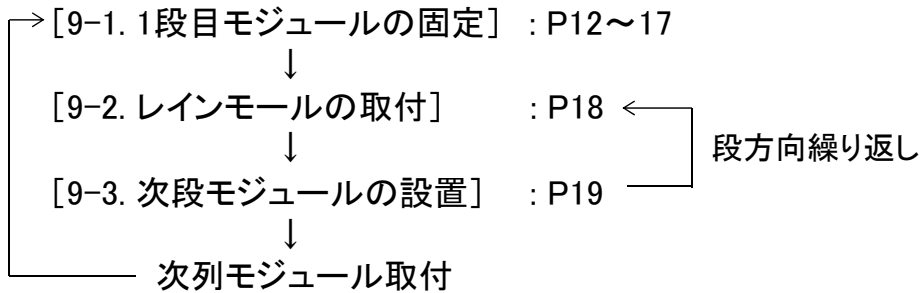 [9-1. 1段目モジュールの固定] : P12～17
↓
[9-2. レインモールの取付] : P18
段方向繰り返し
↓
[9-3. 次段モジュールの設置] : P19
↓
次列モジュール取付